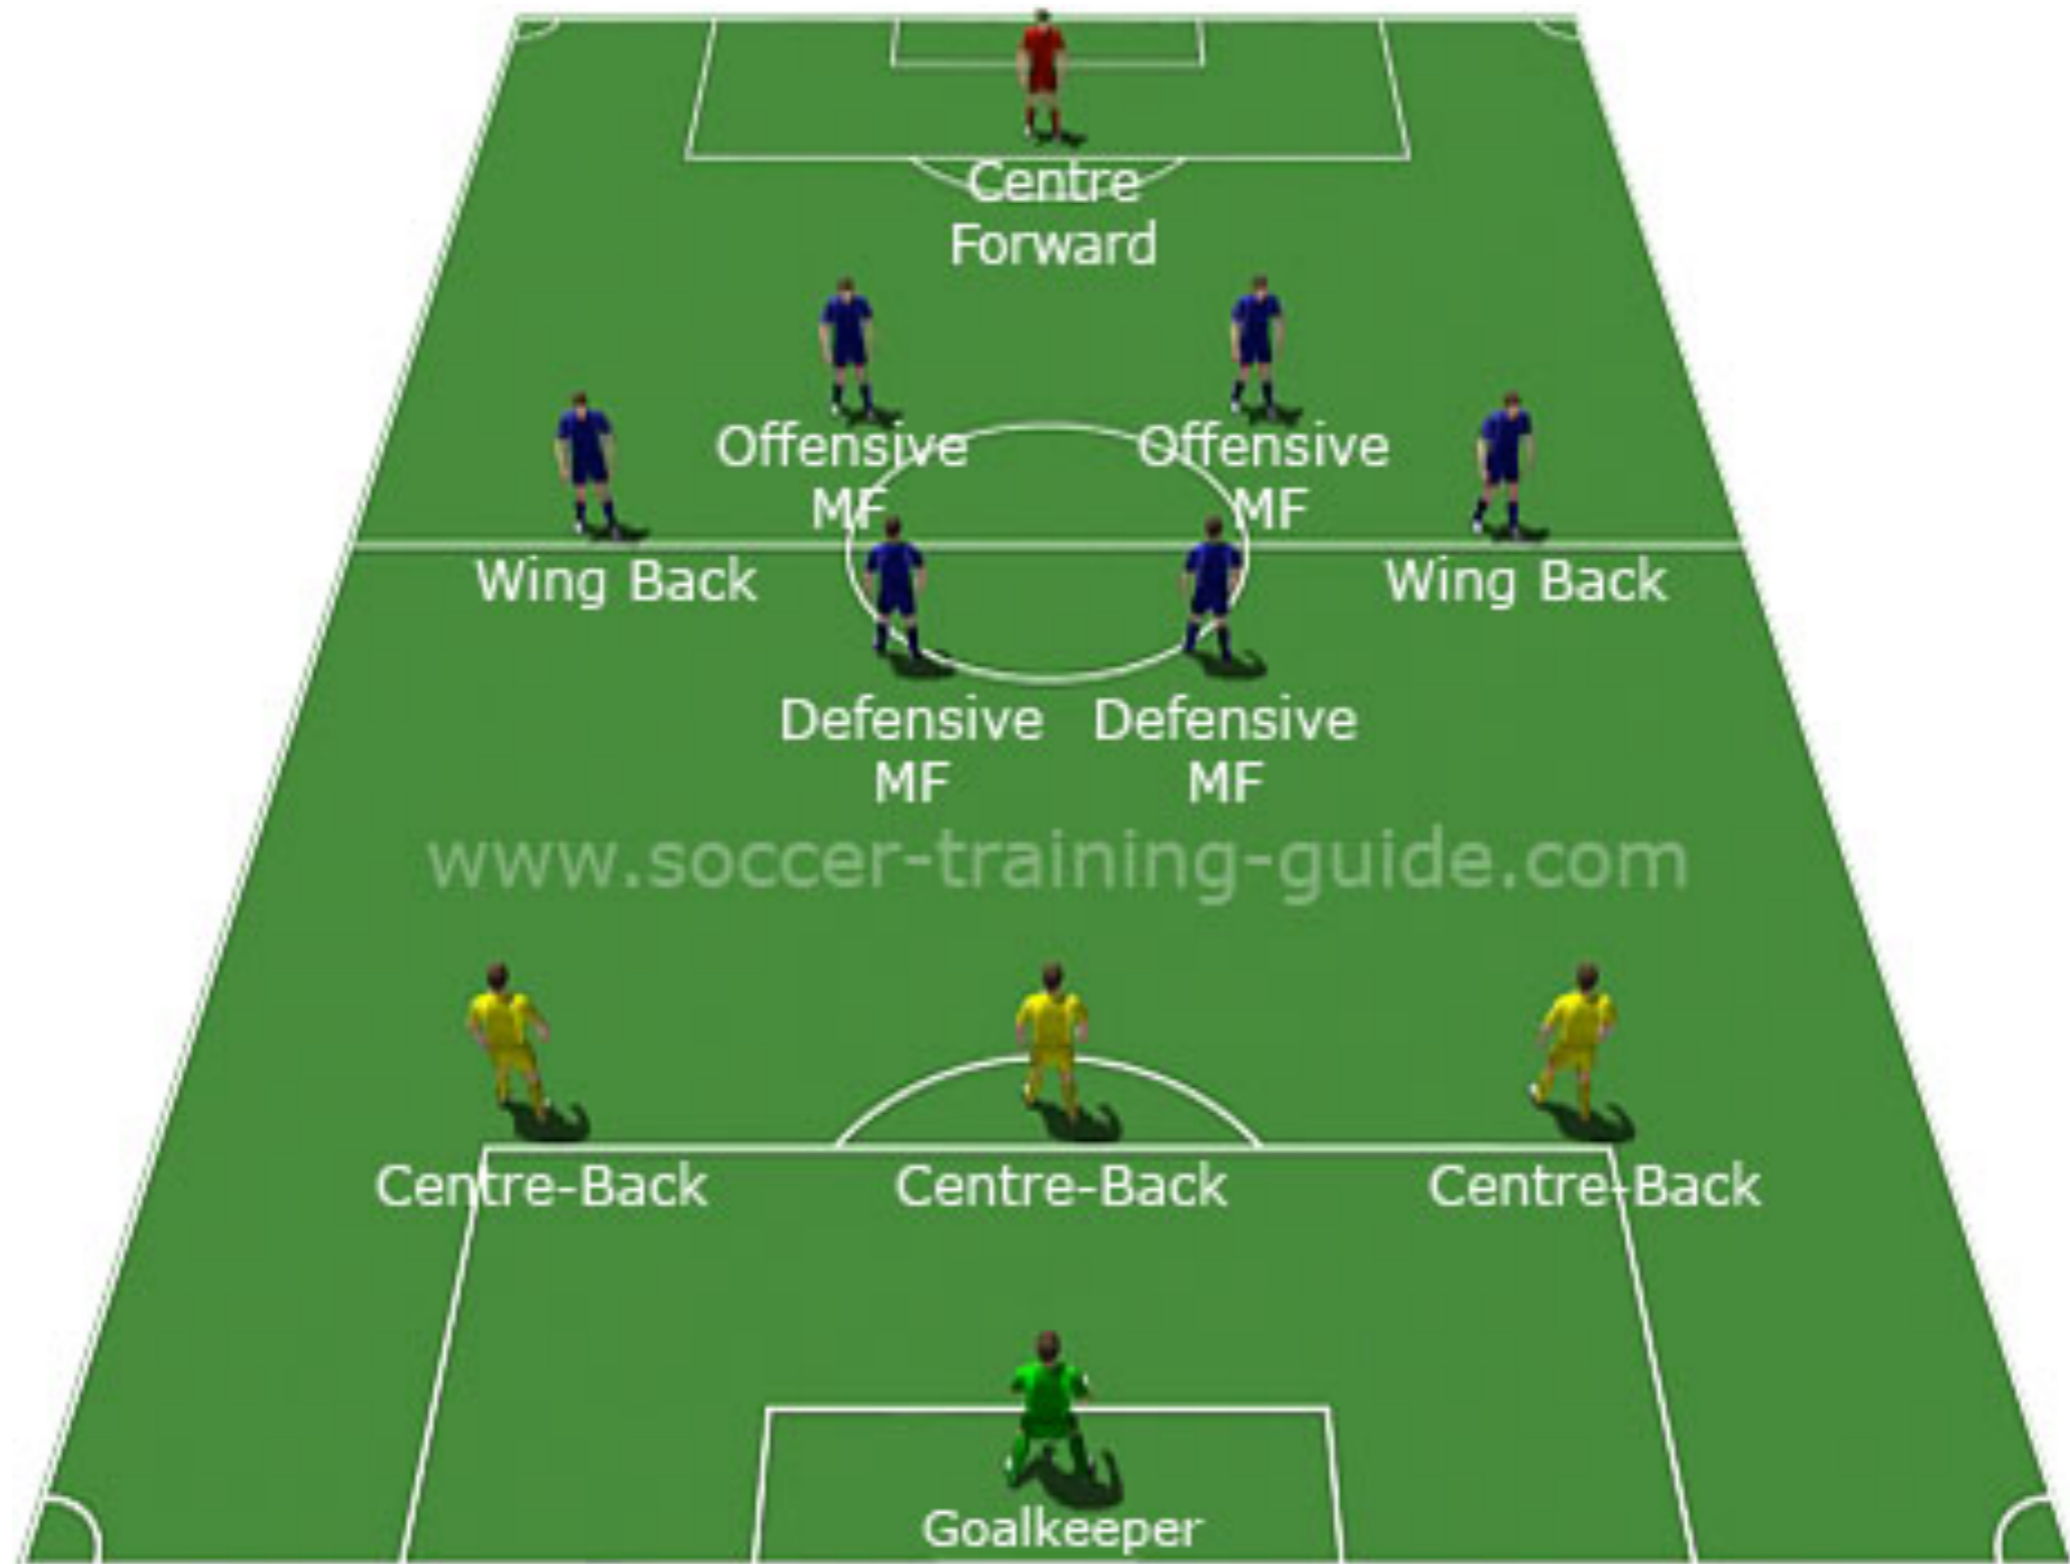 Centre
Forward
Offensive
MF
Offensive
MF
Wing Back
Wing Back
Defensive
MF
Defensive
MF
www.soccer-training-guide.com
Centre-Back
Centre-Back
Centre-Back
Goalkeeper